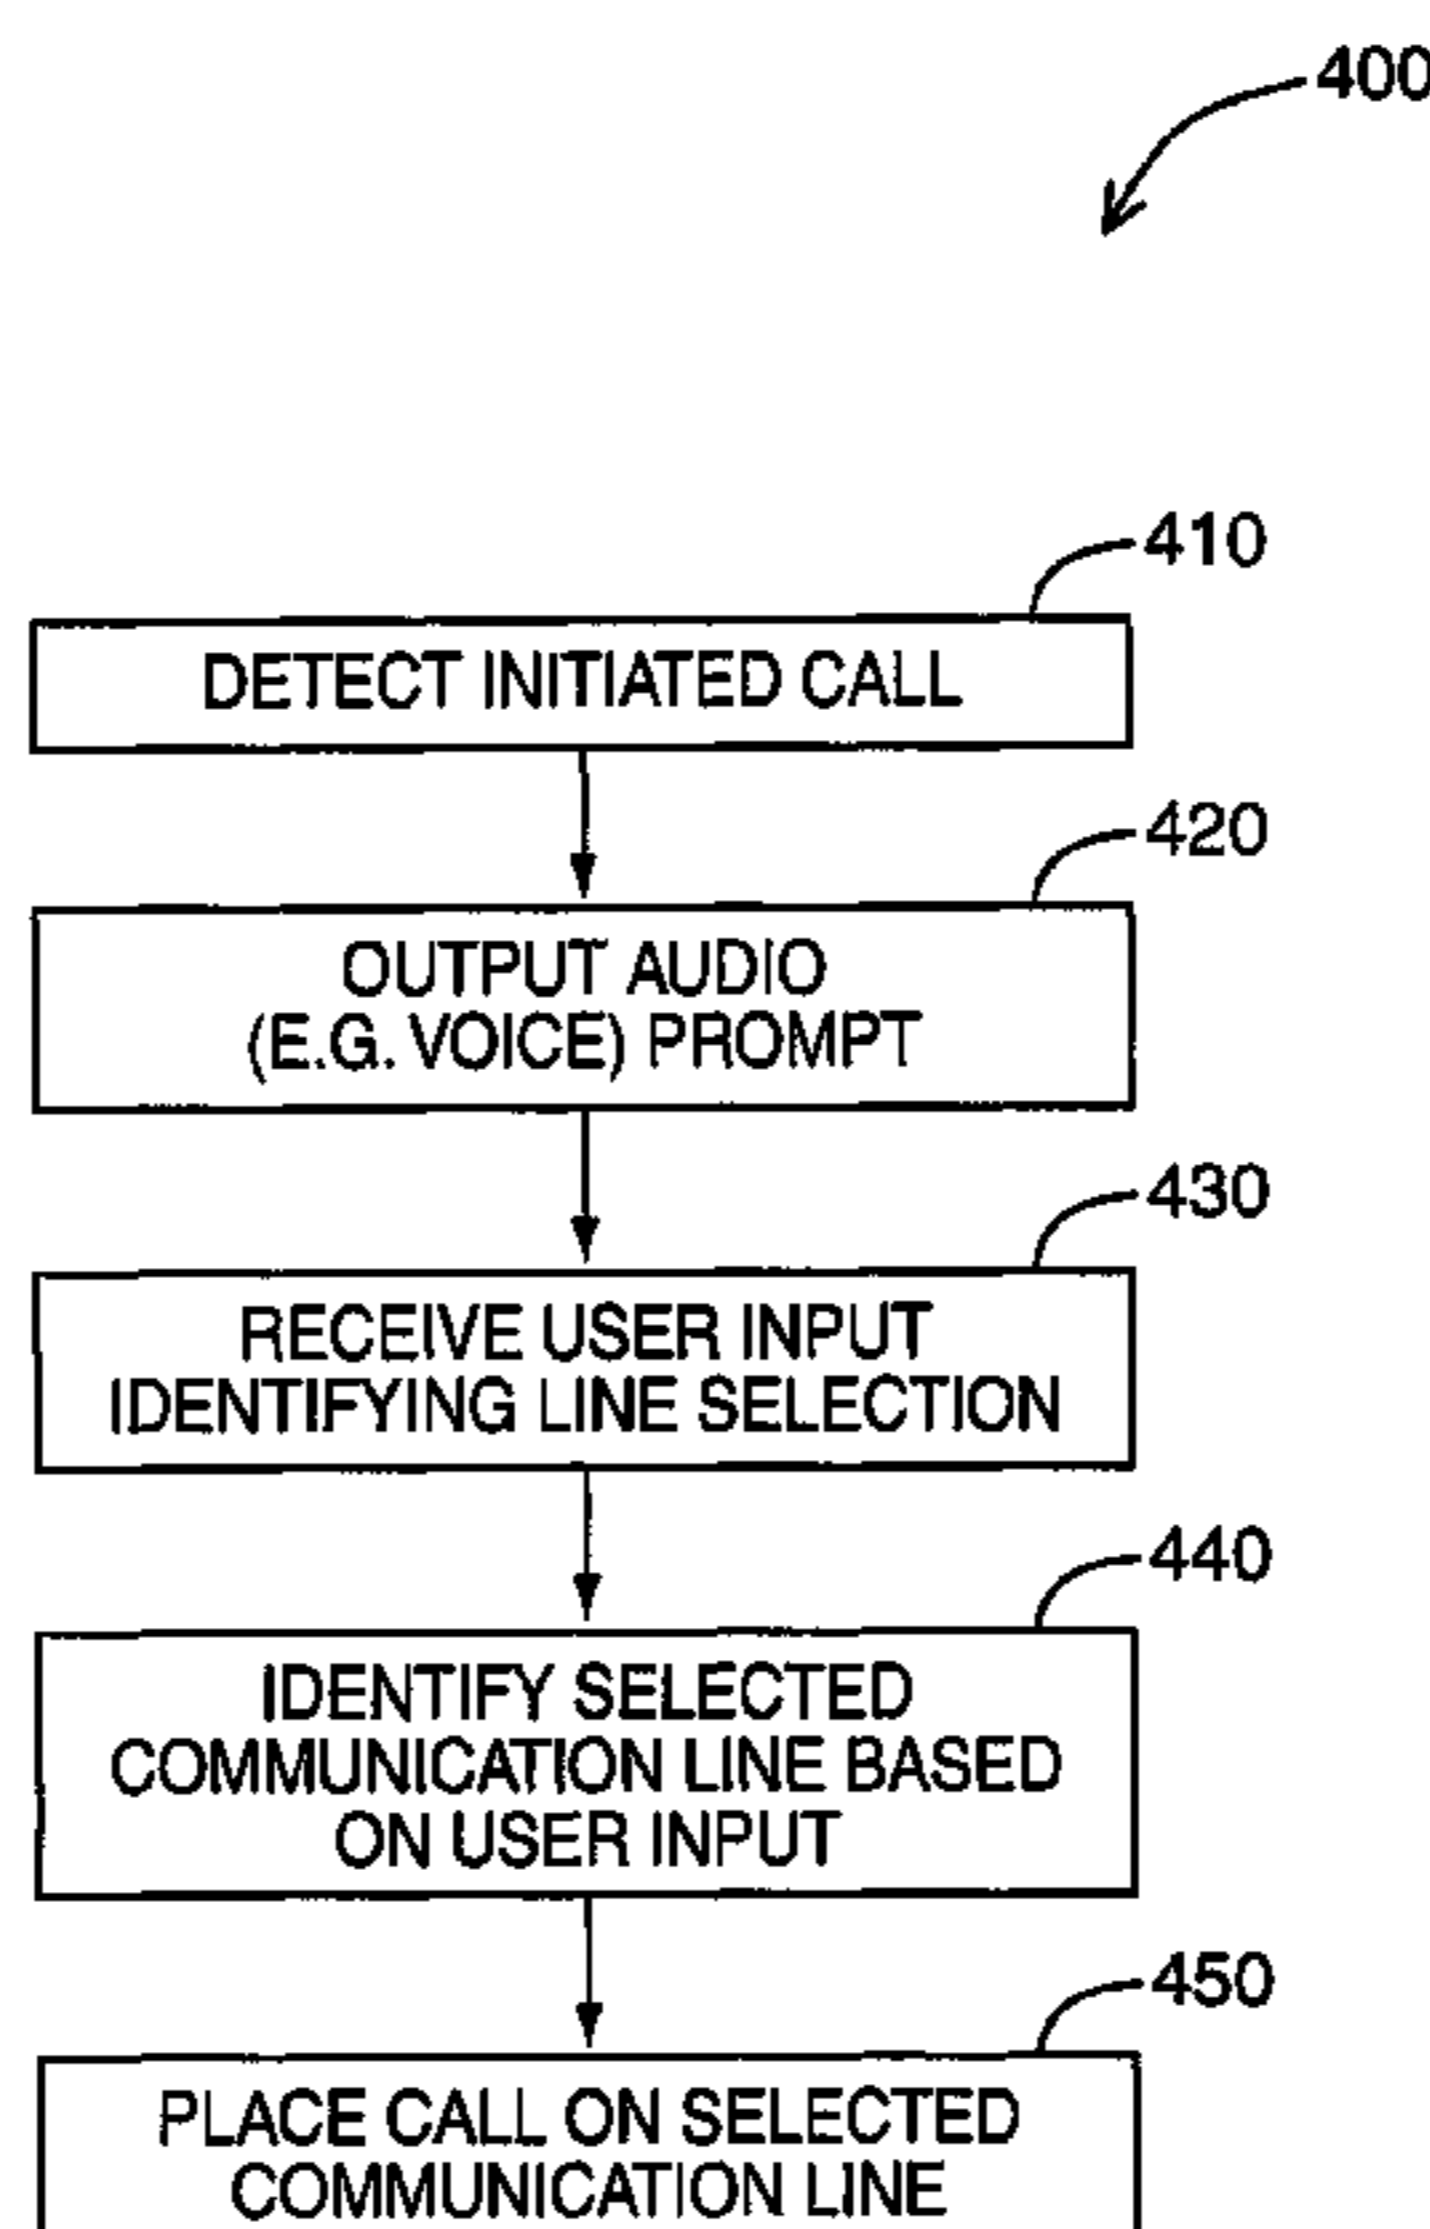 400
410
DETECT INITIATED CALL
420
OUTPUT AUDIO
(E.G. VOICE) PROMPT
430
RECEIVE USER INPUT
IDENTIFYING LINE SELECTION
440
IDENTIFY SELECTED
COMMUNICATION LINE BASED
ON USER INPUT
450
PLACE CALL ON SELECTED
COMMUNICATION LINE